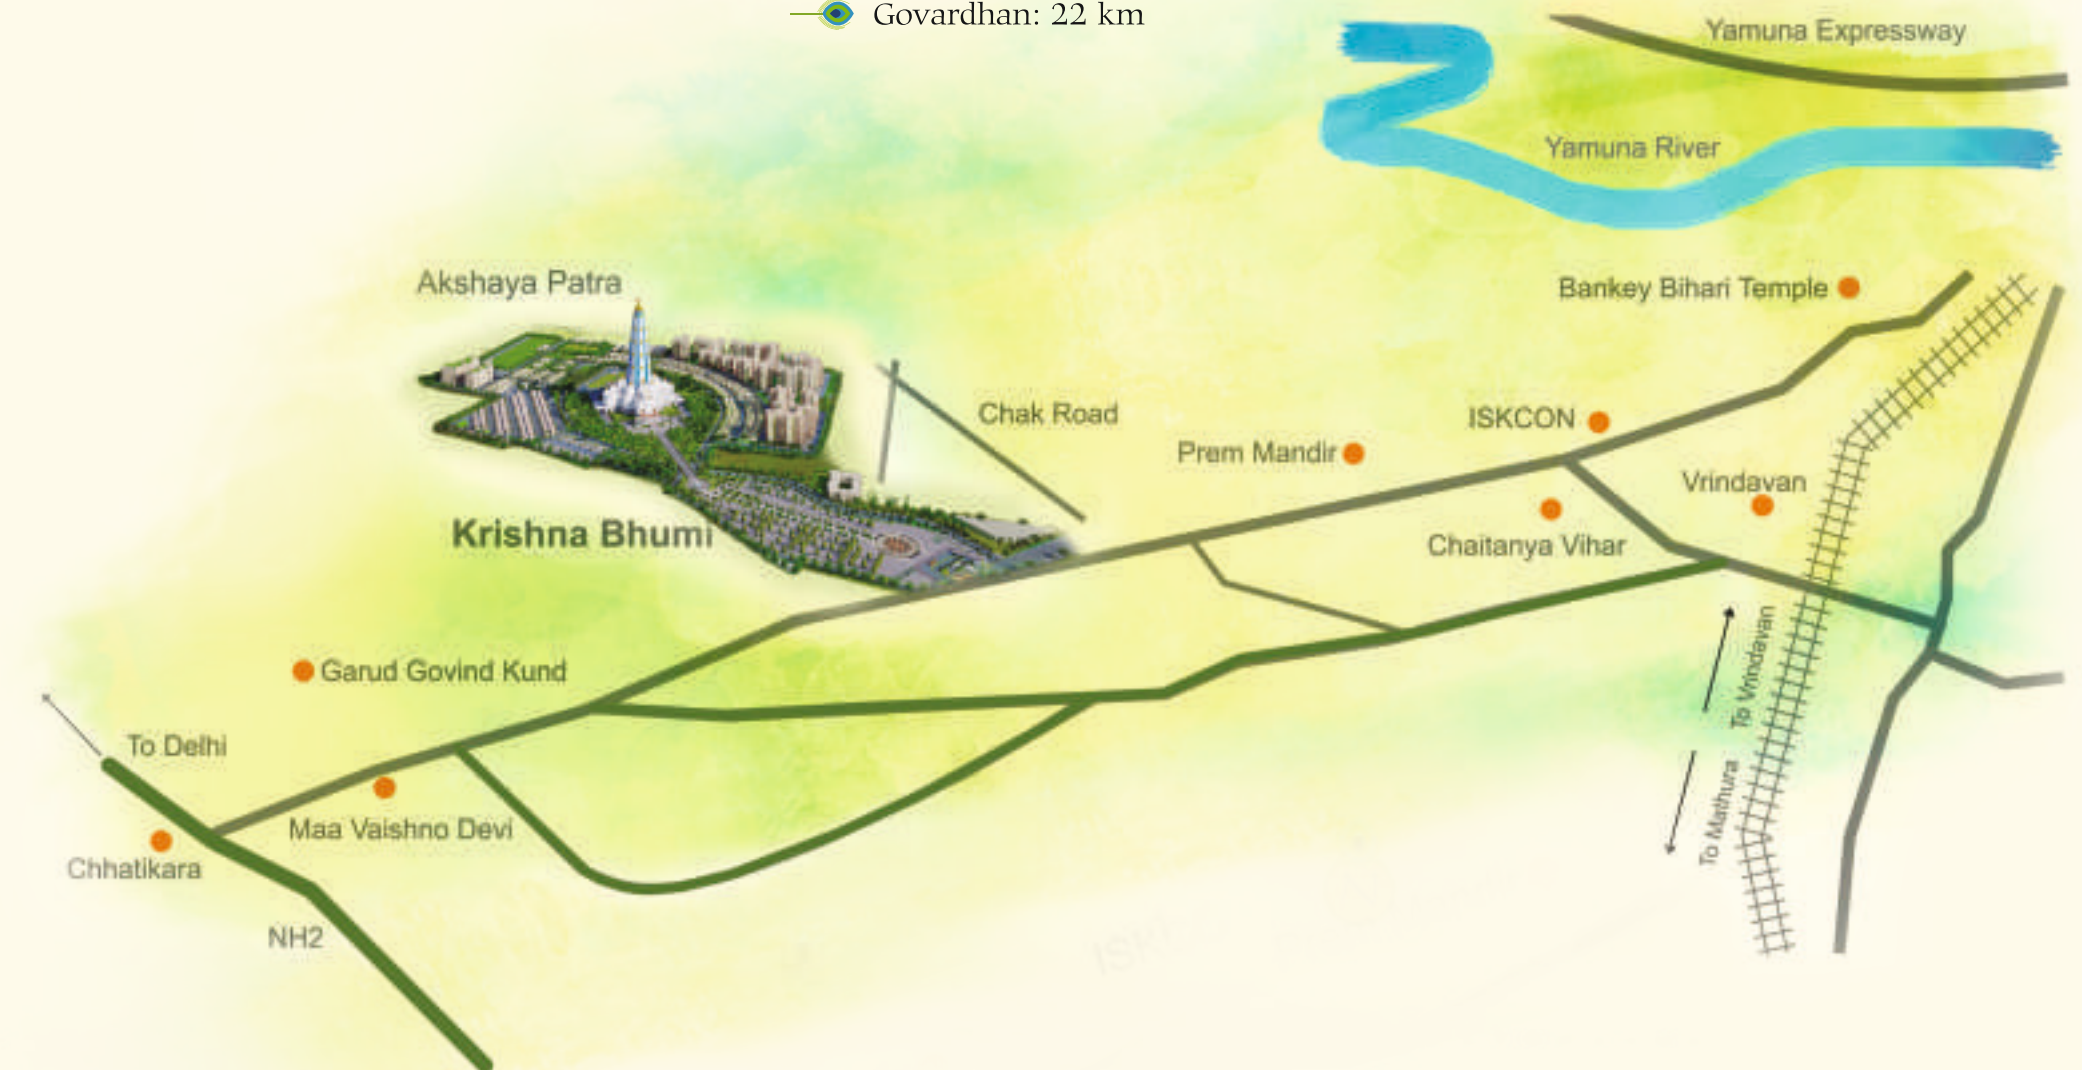 Govardhan: 22 km
Yamuna Expressway
Yamuna River
Akshaya Patra
Bankey Bihari Temple
Chak Road
ISKCON
Prem Mandir
Vrindavan
Krishna Bhumi
Chaitanya Vihar
Garud Govind Kund
To Vrindavan
To Delhi
To Mathura
Maa Vaishno Devi
Chhatikara
NH2